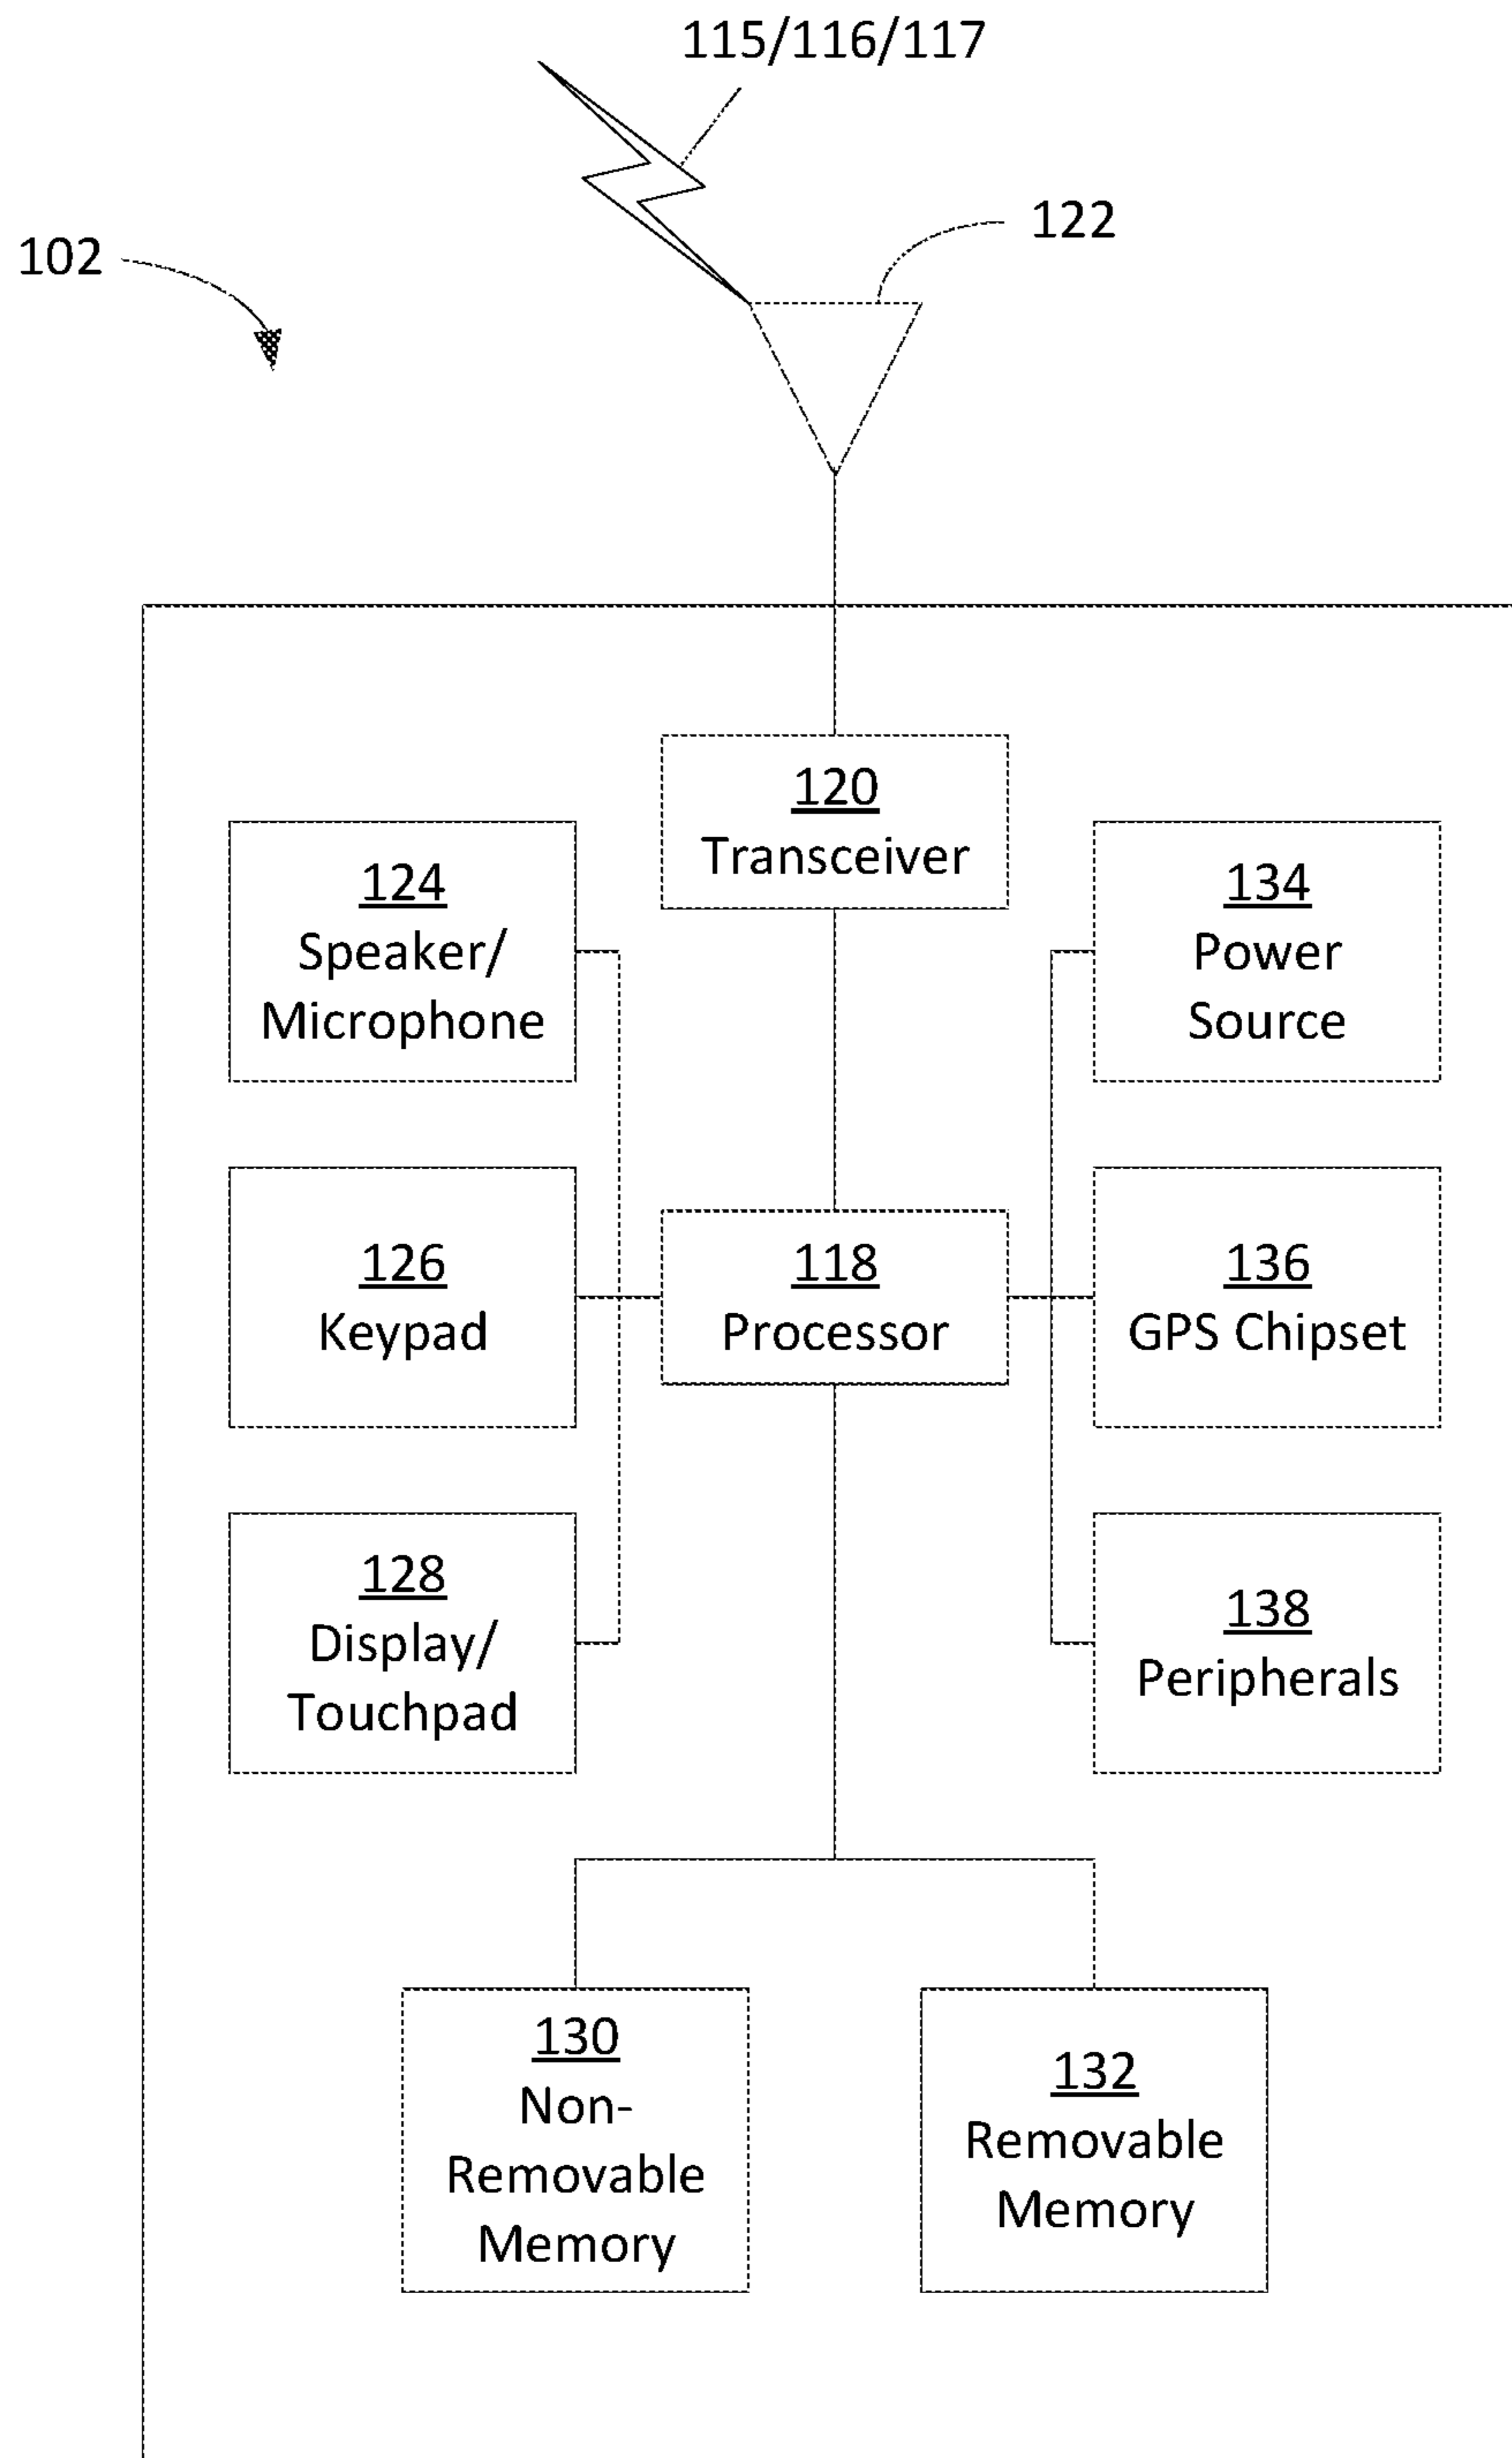 115/116/117
122
102
120
Transceiver
124
Speaker/
Microphone
134
Power
Source
126
Keypad
118
Processor
136
GPS Chipset
128
Display/
Touchpad
138
Peripherals
130
Non-
Removable
Memory
132
Removable
Memory